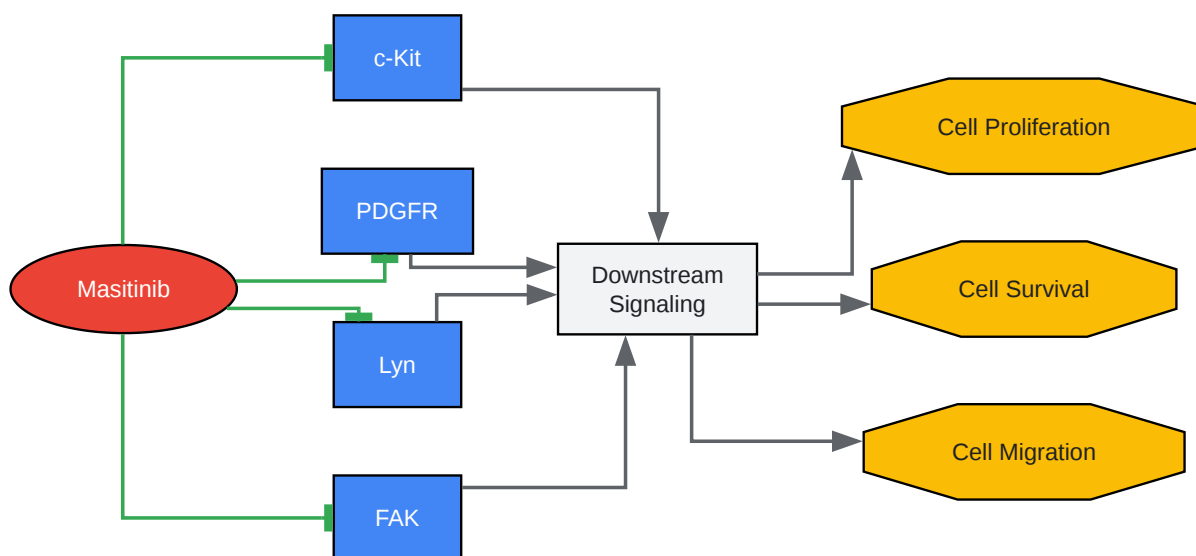 c-Kit
PDGFR
Masitinib
Lyn
FAK
Downstream
Signaling
Cell Proliferation
Cell Survival
Cell Migration